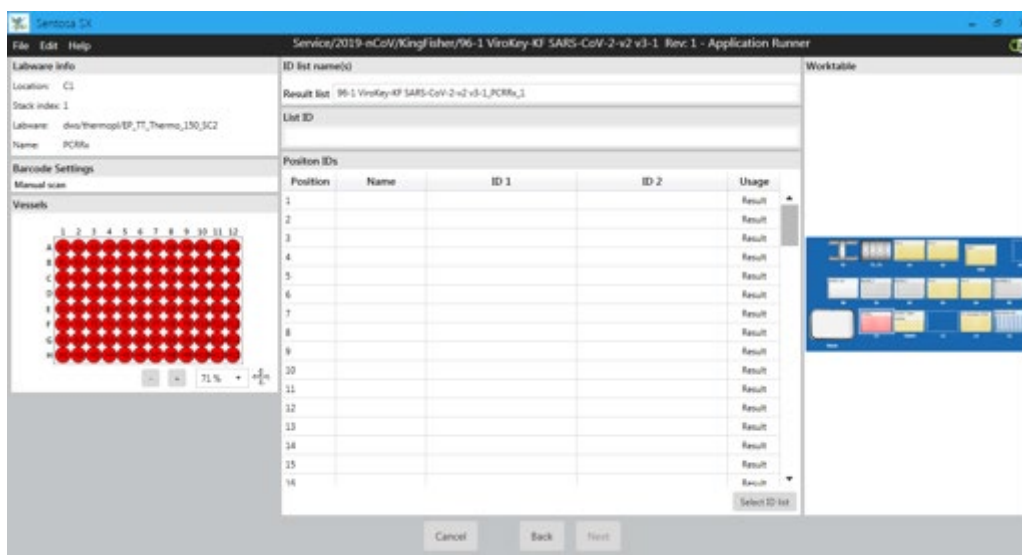 Sentosa SX
File Edit Help
Service/2019-nCoV/KingFisher/96-1 ViroKey-KF SARS-CoV-2-v2 v3-1 Rev: 1 - Application Runner
Labware info
Location: C1
Stack index: 1
Labware: dws/thermopl/EP_TT_Thermo_150_SC2
Name: PCRRx
Barcode Settings
Manual scan
Vessels
1 2 3 4 5 6 7 8 9 10 11 12
A
B
C
D
E
F
G
H
- + 71 %
ID list name(s)
Result list 96-1 ViroKey-KF SARS-CoV-2-v2 v3-1_PCRRx_1
List ID
Positon IDs
Position Name ID 1 ID 2 Usage
1 Result
2 Result
3 Result
4 Result
5 Result
6 Result
7 Result
8 Result
9 Result
10 Result
11 Result
12 Result
13 Result
14 Result
15 Result
16 Result
Select ID list
Worktable
Cancel Back Next